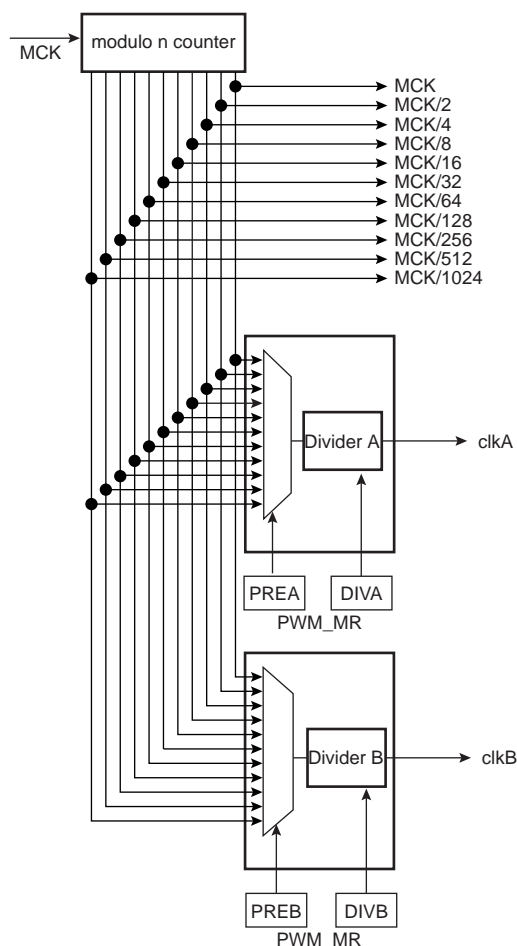 modulo n counter
MCK
MCK
MCK/2
MCK/4
MCK/8
MCK/16
MCK/32
MCK/64
MCK/128
MCK/256
MCK/512
MCK/1024
Divider A
clkA
PREA
DIVA
PWM_MR
Divider B
clkB
PREB
DIVB
PWM_MR